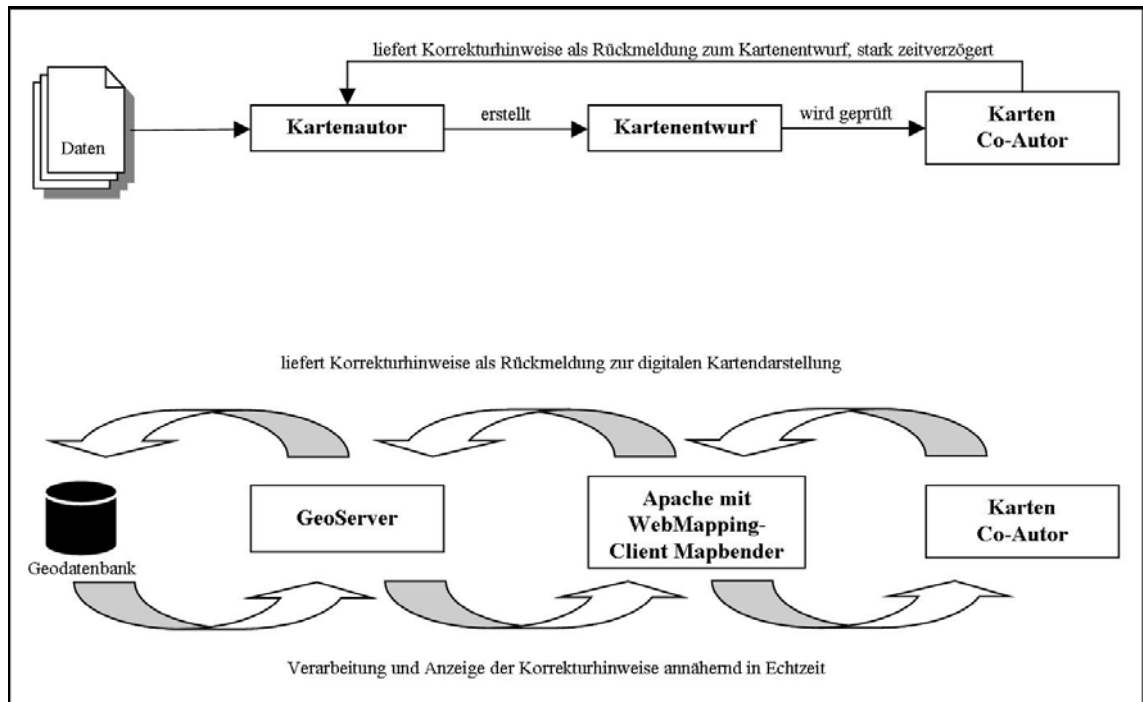 liefert Korrekturhinweise als Rückmeldung zum Kartenentwurf, stark zeitverzögert
Daten
Kartenautor
erstellt
Kartenentwurf
wird geprüft
Karten
Co-Autor
liefert Korrekturhinweise als Rückmeldung zur digitalen Kartendarstellung
Geodatenbank
GeoServer
Apache mit
WebMapping-
Client Mapbender
Karten
Co-Autor
Verarbeitung und Anzeige der Korrekturhinweise annähernd in Echtzeit